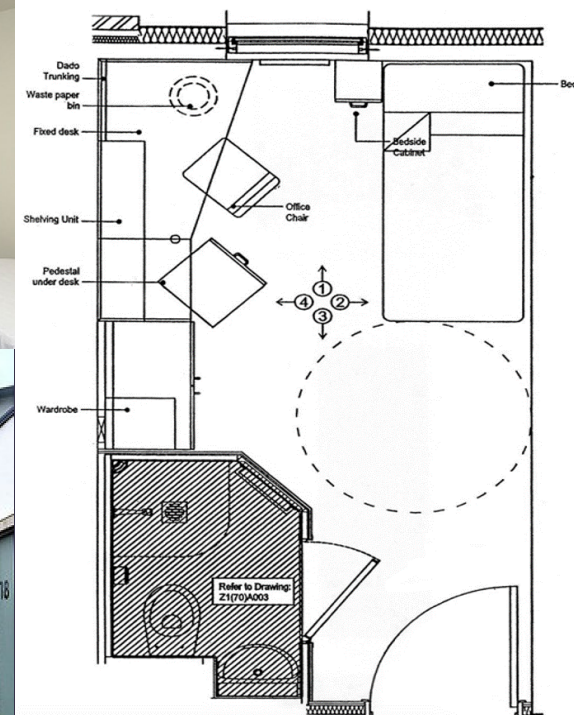 Dado
Trunking
Waste paper
bin
Fixed desk
Bedside
Cabinet
Shelving Unit
Office
Chair
Pedestal
under desk
1
4 2
3
Wardrobe
Refer to Drawing:
Z1(70)A003
18